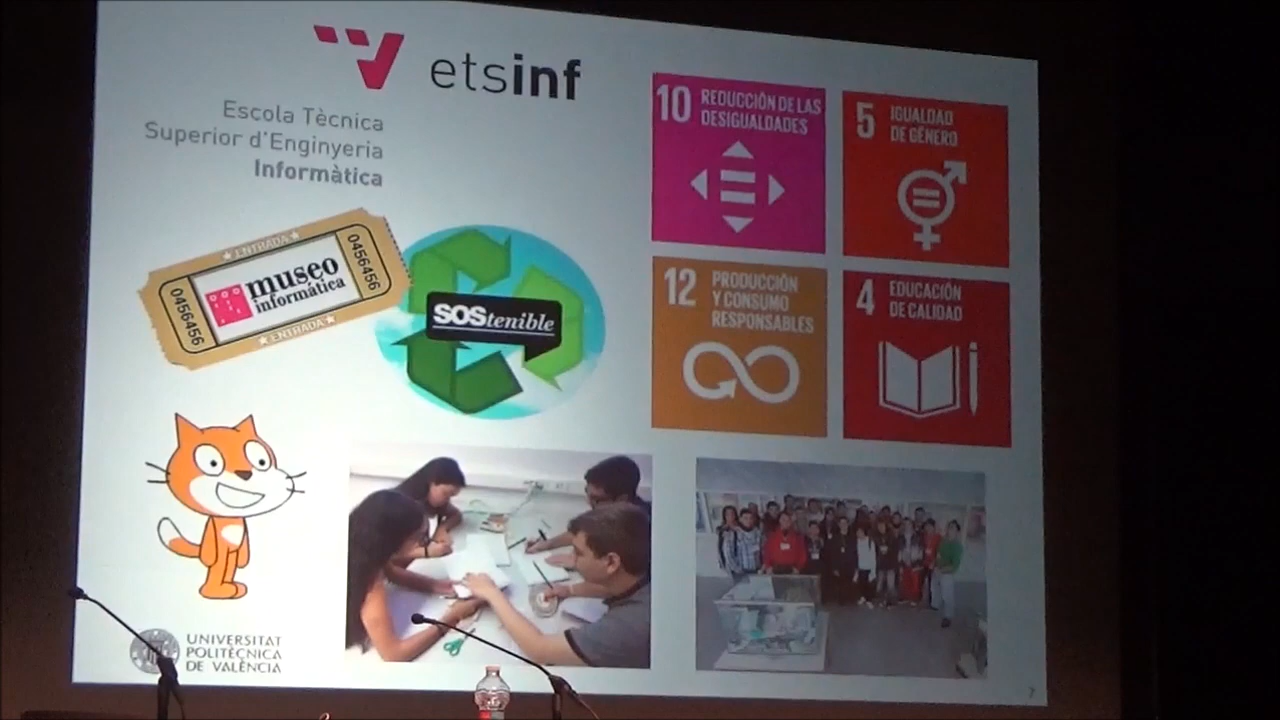 etsinf
Escola Tècnica
Superior d'Enginyeria
Informàtica
10 REDUCCIÓN DE LAS
DESIGUALDADES
5 IGUALDAD
DE GÉNERO
ENTRADA
0456456
museo
informática
0456456
ENTRADA
SOStenible
12 PRODUCCIÓN
Y CONSUMO
RESPONSABLES
4 EDUCACIÓN
DE CALIDAD
UNIVERSITAT
POLITÈCNICA
DE VALÈNCIA
7